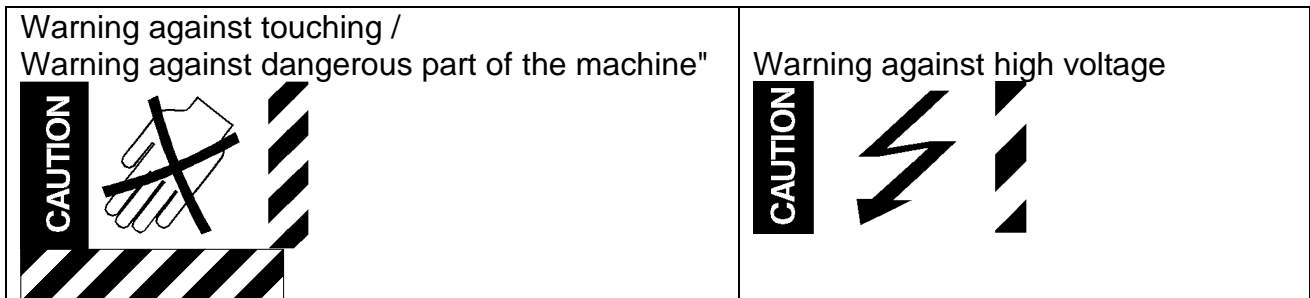 Warning against touching /
Warning against dangerous part of the machine"
CAUTION
Warning against high voltage
CAUTION